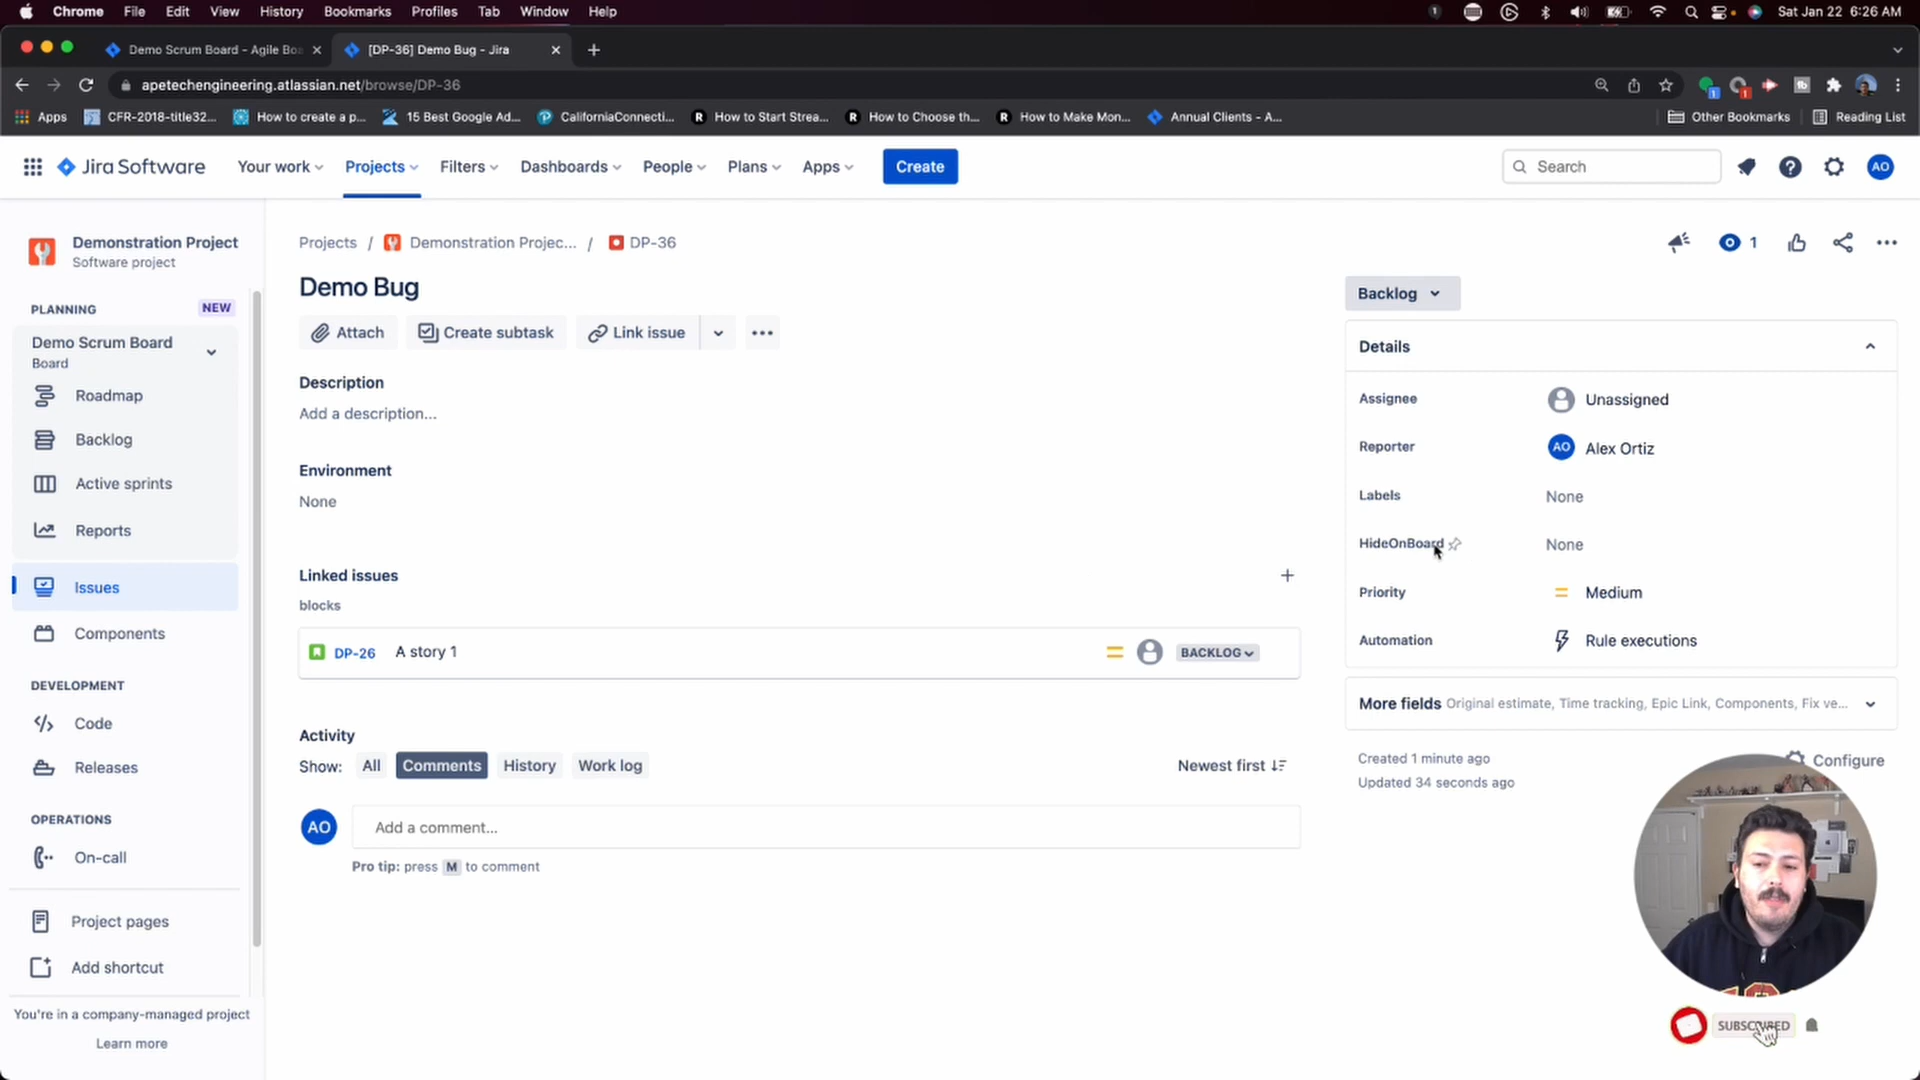 Chrome File Edit View History Bookmarks Profiles Tab Window Help
Sat Jan 22 6:26 AM
Demo Scrum Board - Agile Boa
[DP-36] Demo Bug - Jira
apetechengineering.atlassian.net/browse/DP-36
Apps CFR-2018-title32... How to create a p... 15 Best Google Ad... CaliforniaConnecti... How to Start Strea... How to Choose th... How to Make Mon... Annual Clients - A... Other Bookmarks Reading List
Jira Software Your work Projects Filters Dashboards People Plans Apps Create Search AO
Demonstration Project
Software project
PLANNING NEW
Demo Scrum Board
Board
Roadmap
Backlog
Active sprints
Reports
Issues
Components
DEVELOPMENT
Code
Releases
OPERATIONS
On-call
Project pages
Add shortcut
You're in a company-managed project
Learn more
Projects / Demonstration Projec... / DP-36
1
Demo Bug
Attach Create subtask Link issue
Description
Add a description...
Environment
None
Linked issues
blocks
DP-26 A story 1 BACKLOG
Activity
Show: All Comments History Work log Newest first
AO Add a comment...
Pro tip: press M to comment
Backlog
Details
Assignee Unassigned
Reporter AO Alex Ortiz
Labels None
HideOnBoard None
Priority Medium
Automation Rule executions
More fields Original estimate, Time tracking, Epic Link, Components, Fix ve...
Created 1 minute ago Configure
Updated 34 seconds ago
SUBSCRIBED